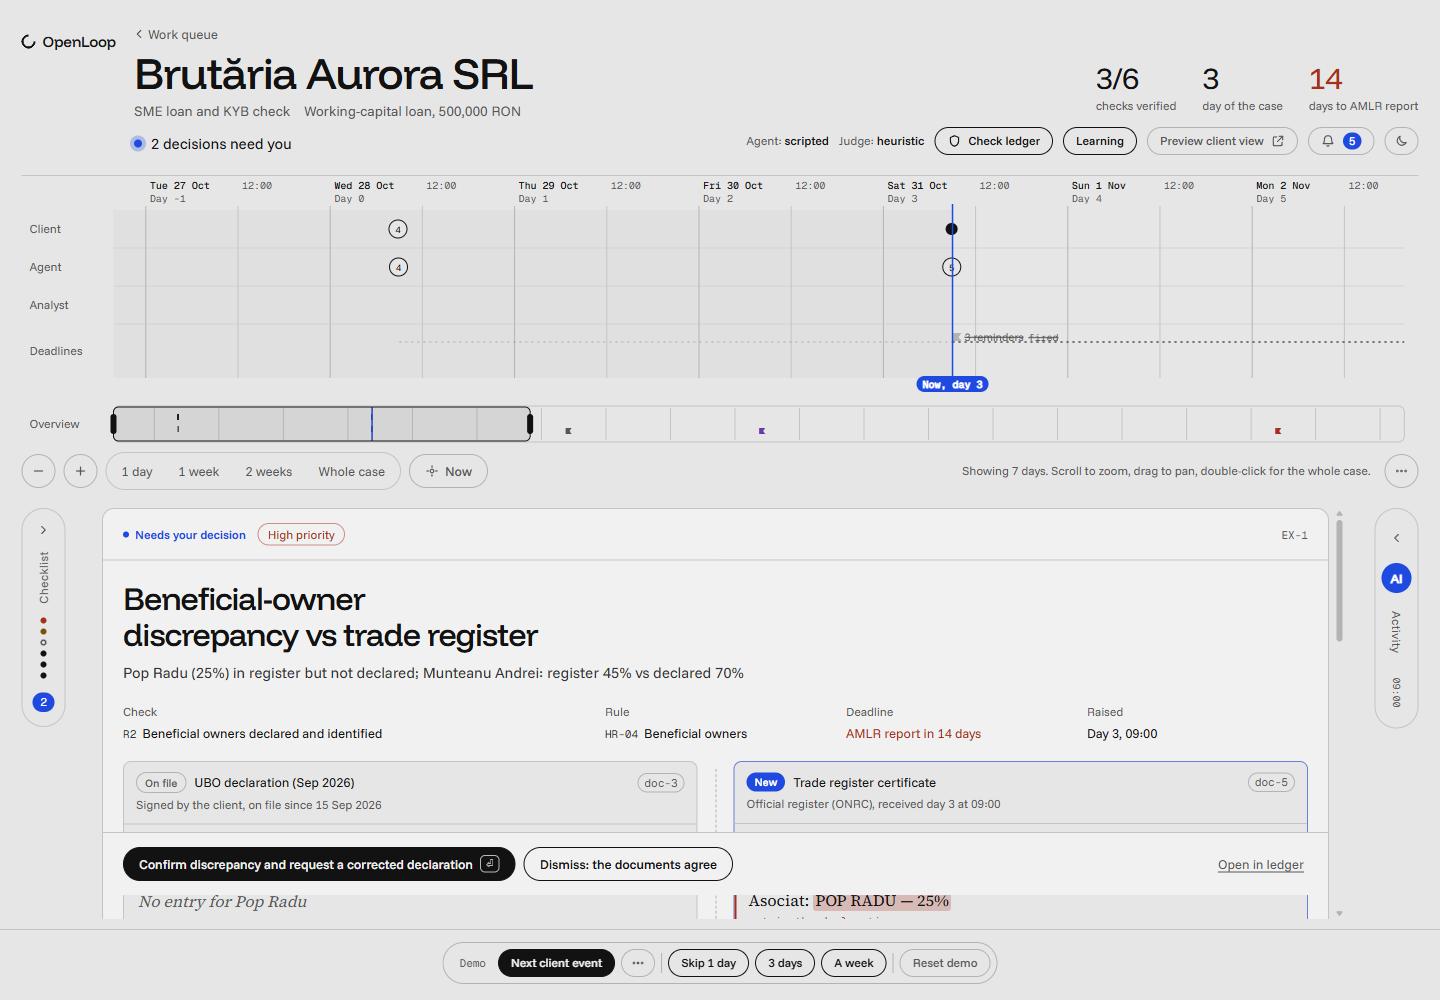 OpenLoop
Work queue
Brutăria Aurora SRL
SME loan and KYB check Working-capital loan, 500,000 RON
2 decisions need you
3/6 checks verified
3 day of the case
14 days to AMLR report
Agent: scripted Judge: heuristic Check ledger Learning Preview client view 5
Tue 27 Oct 12:00 Wed 28 Oct 12:00 Thu 29 Oct 12:00 Fri 30 Oct 12:00 Sat 31 Oct 12:00 Sun 1 Nov 12:00 Mon 2 Nov 12:00
Day -1 Day 0 Day 1 Day 2 Day 3 Day 4 Day 5
Client 4
Agent 4 5
Analyst
Deadlines 3 reminders fired
Now, day 3
Overview
1 day 1 week 2 weeks Whole case Now
Showing 7 days. Scroll to zoom, drag to pan, double-click for the whole case.
Checklist
2
Needs your decision High priority EX-1
Beneficial-owner
discrepancy vs trade register
Pop Radu (25%) in register but not declared; Munteanu Andrei: register 45% vs declared 70%
Check Rule Deadline Raised
R2 Beneficial owners declared and identified HR-04 Beneficial owners AMLR report in 14 days Day 3, 09:00
On file UBO declaration (Sep 2026) doc-3
Signed by the client, on file since 15 Sep 2026
New Trade register certificate doc-5
Official register (ONRC), received day 3 at 09:00
Confirm discrepancy and request a corrected declaration Dismiss: the documents agree Open in ledger
No entry for Pop Radu
Asociat: POP RADU — 25%
AI
Activity
09:00
Demo Next client event Skip 1 day 3 days A week Reset demo